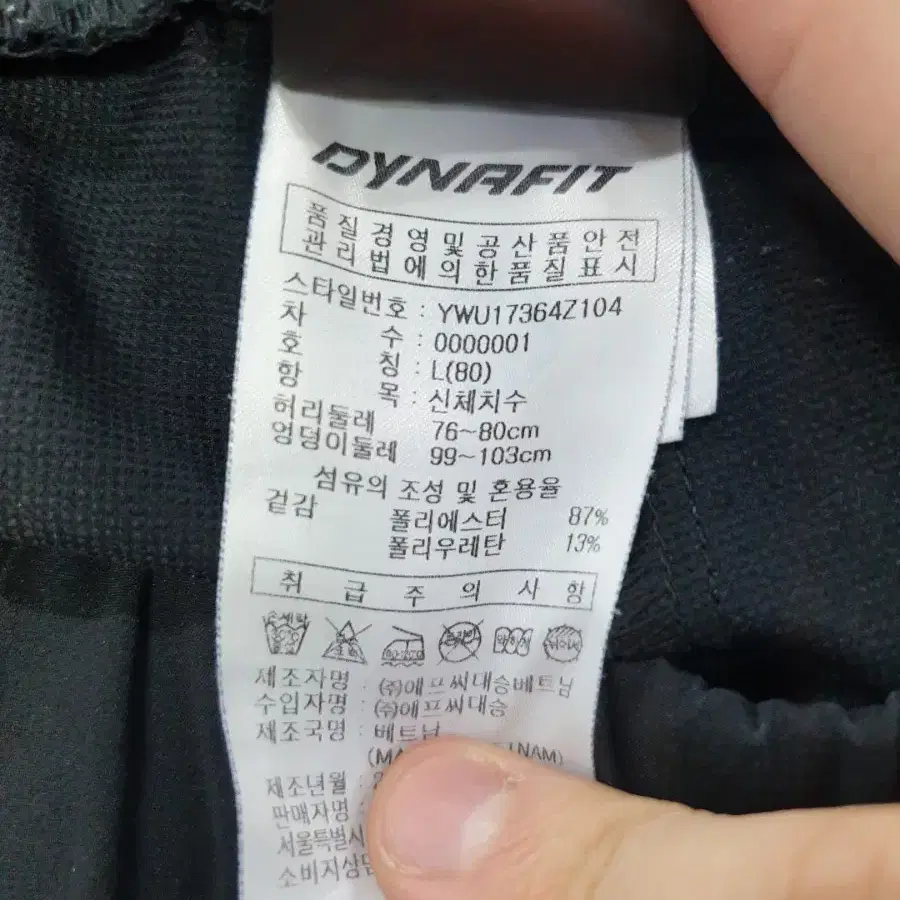 DYNAFIT
품질경영및공산품안전
관리법에의한품질표시
스타일번호 : YWU17364Z104
차 수 : 0000001
호 칭 : L(80)
항 목 : 신체치수
허리둘레 76~80cm
엉덩이둘레 99~103cm
섬유의 조성 및 혼용율
겉감 폴리에스터 87%
폴리우레탄 13%
취급주의사항
손세탁
제조자명 : ㈜에프씨대승베트남
수입자명 : ㈜에프씨대승
제조국명 : 베트남
제조년월 :
판매자명 :
서울특별시
소비자상담